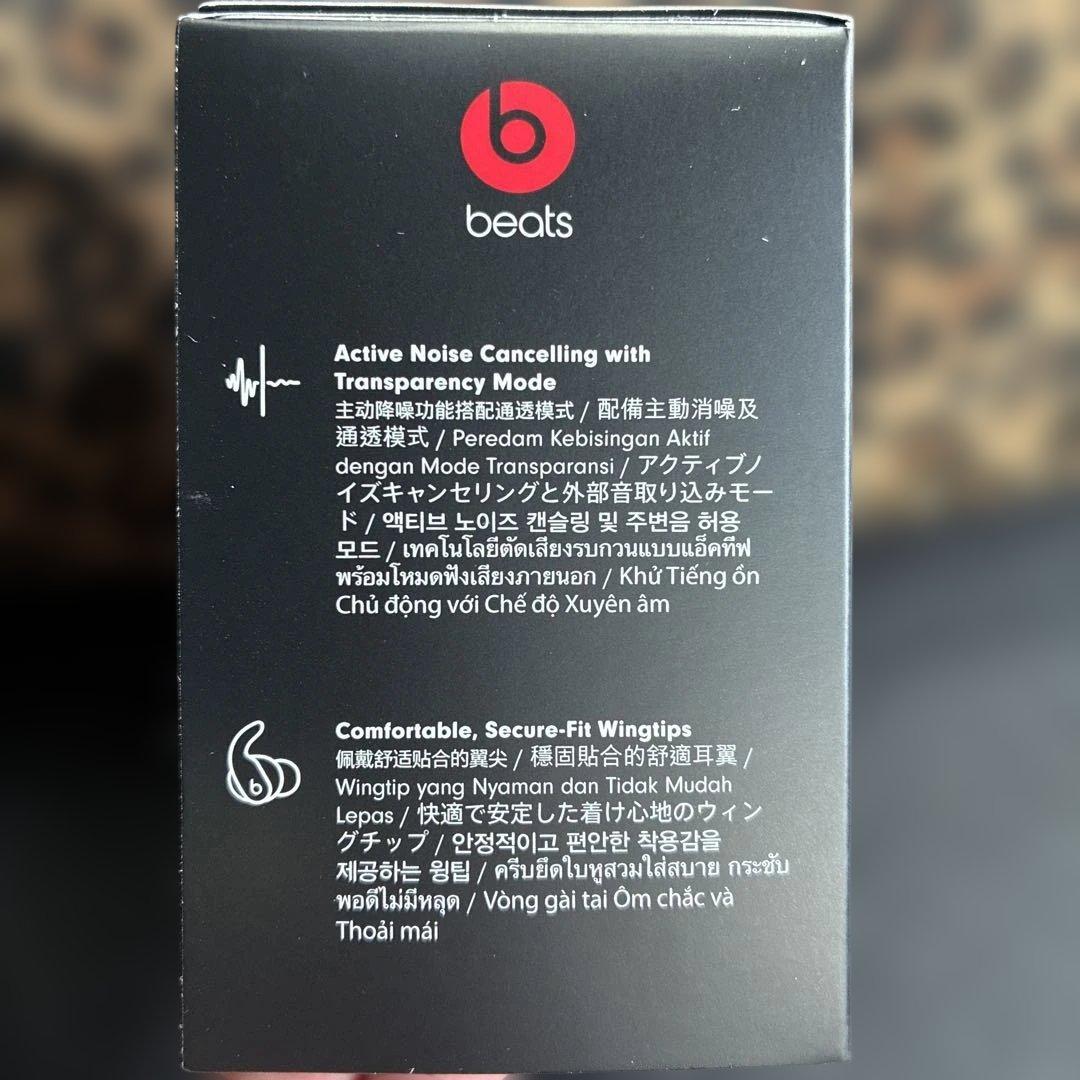 beats
Active Noise Cancelling with
Transparency Mode
主动降噪功能搭配通透模式 / 配備主動消噪及
通透模式 / Peredam Kebisingan Aktif
dengan Mode Transparansi / アクティブノ
イズキャンセリングと外部音取り込みモー
ド / 액티브 노이즈 캔슬링 및 주변음 허용
모드 / เทคโนโลยีตัดเสียงรบกวนแบบแอ็คทีฟ
พร้อมโหมดฟังเสียงภายนอก / Khử Tiếng ồn
Chủ động với Chế độ Xuyên âm
Comfortable, Secure-Fit Wingtips
佩戴舒适贴合的翼尖 / 穩固貼合的舒適耳翼 /
Wingtip yang Nyaman dan Tidak Mudah
Lepas / 快適で安定した着け心地のウィン
グチップ / 안정적이고 편안한 착용감을
제공하는 윙팁 / ครีบยึดใบหูสวมใส่สบาย กระชับ
พอดีไม่มีหลุด / Vòng gài tai Ôm chắc và
Thoải mái